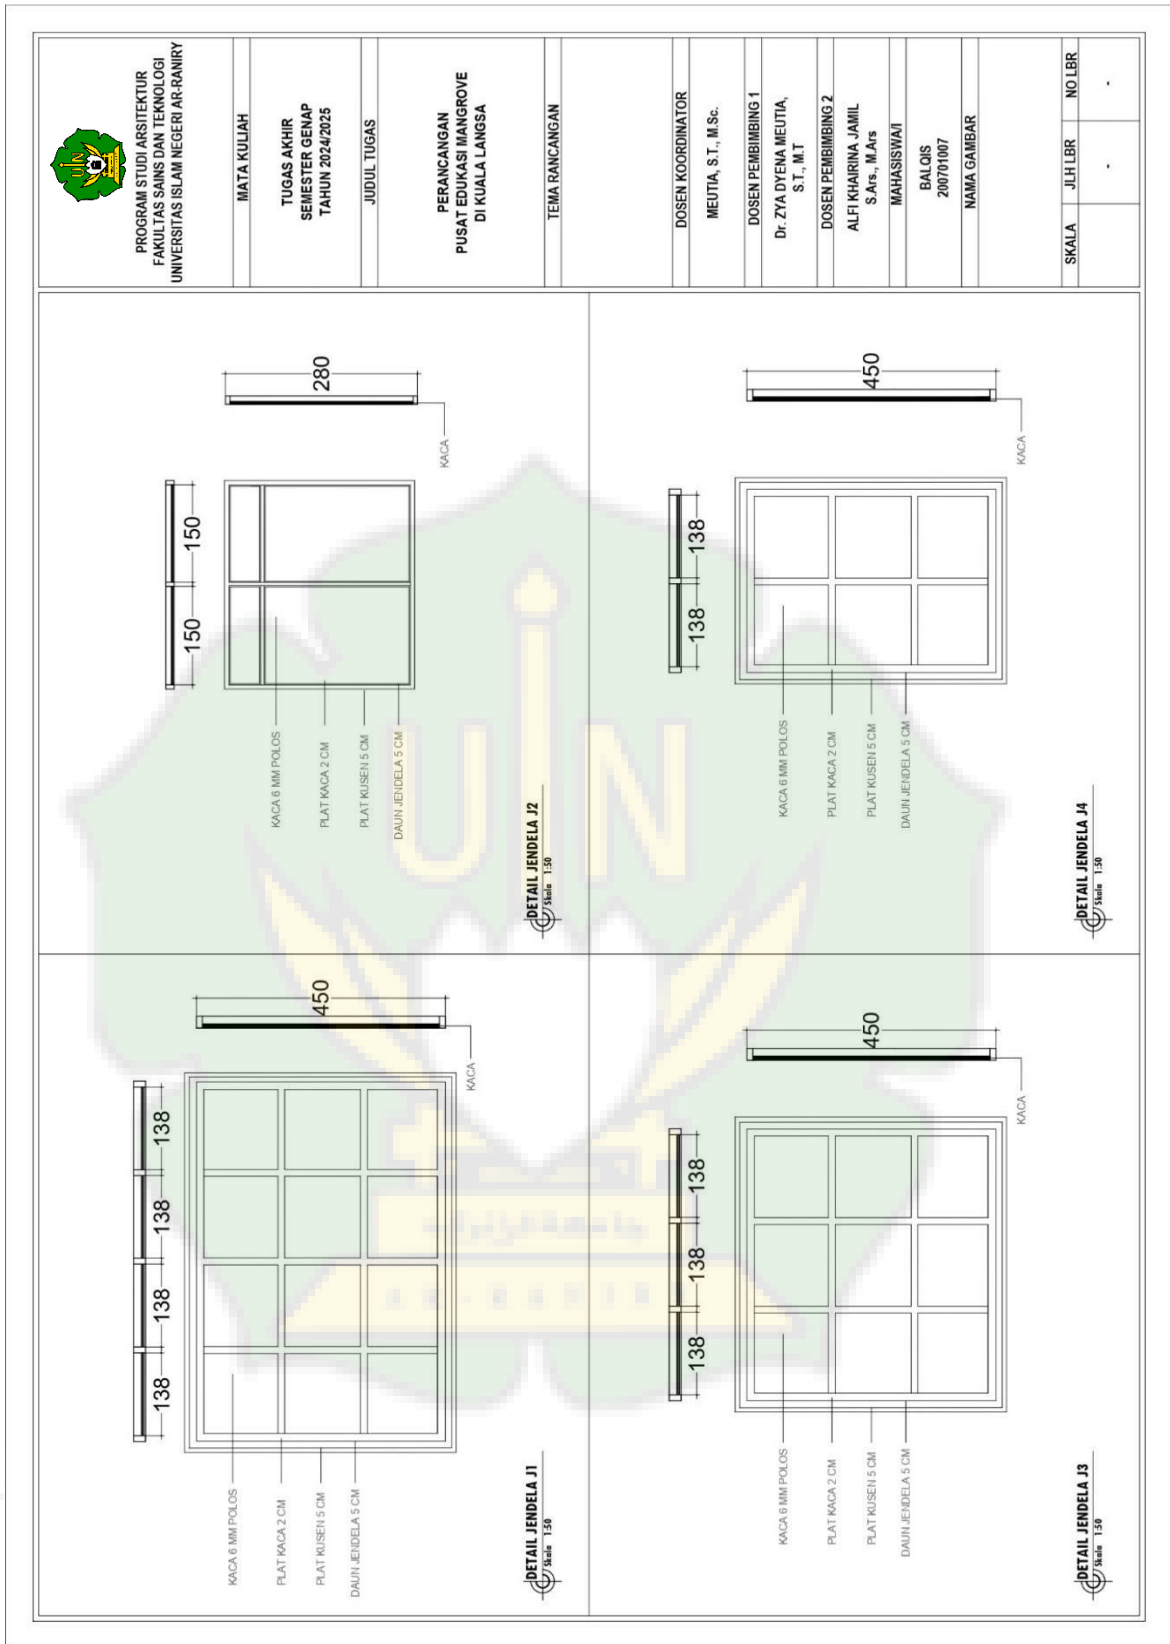 UIN
PROGRAM STUDI ARSITEKTUR
FAKULTAS SAINS DAN TEKNOLOGI
UNIVERSITAS ISLAM NEGERI AR-RANIRY
MATA KULIAH
TUGAS AKHIR
SEMESTER GENAP
TAHUN 2024/2025
JUDUL TUGAS
PERANCANGAN
PUSAT EDUKASI MANGROVE
DI KUALA LANGSA
TEMA RANCANGAN
DOSEN KOORDINATOR
MEUTIA, S.T., M.Sc.
DOSEN PEMBIMBING 1
Dr. ZYA DYENA MEUTIA,
S.T., M.T
DOSEN PEMBIMBING 2
ALFI KHAIRINA JAMIL
S.Ars., M.Ars
MAHASISWA/I
BALQIS
200701007
NAMA GAMBAR
SKALA
JLH LBR
NO LBR
-
-
138
138
138
138
450
KACA
KACA 6 MM POLOS
PLAT KACA 2 CM
PLAT KUSEN 5 CM
DAUN JENDELA 5 CM
DETAIL JENDELA J1
Skala 1:50
150
150
280
KACA
KACA 6 MM POLOS
PLAT KACA 2 CM
PLAT KUSEN 5 CM
DAUN JENDELA 5 CM
DETAIL JENDELA J2
Skala 1:50
138
138
138
450
KACA
KACA 6 MM POLOS
PLAT KACA 2 CM
PLAT KUSEN 5 CM
DAUN JENDELA 5 CM
DETAIL JENDELA J3
Skala 1:50
138
138
450
KACA
KACA 6 MM POLOS
PLAT KACA 2 CM
PLAT KUSEN 5 CM
DAUN JENDELA 5 CM
DETAIL JENDELA J4
Skala 1:50
UIN